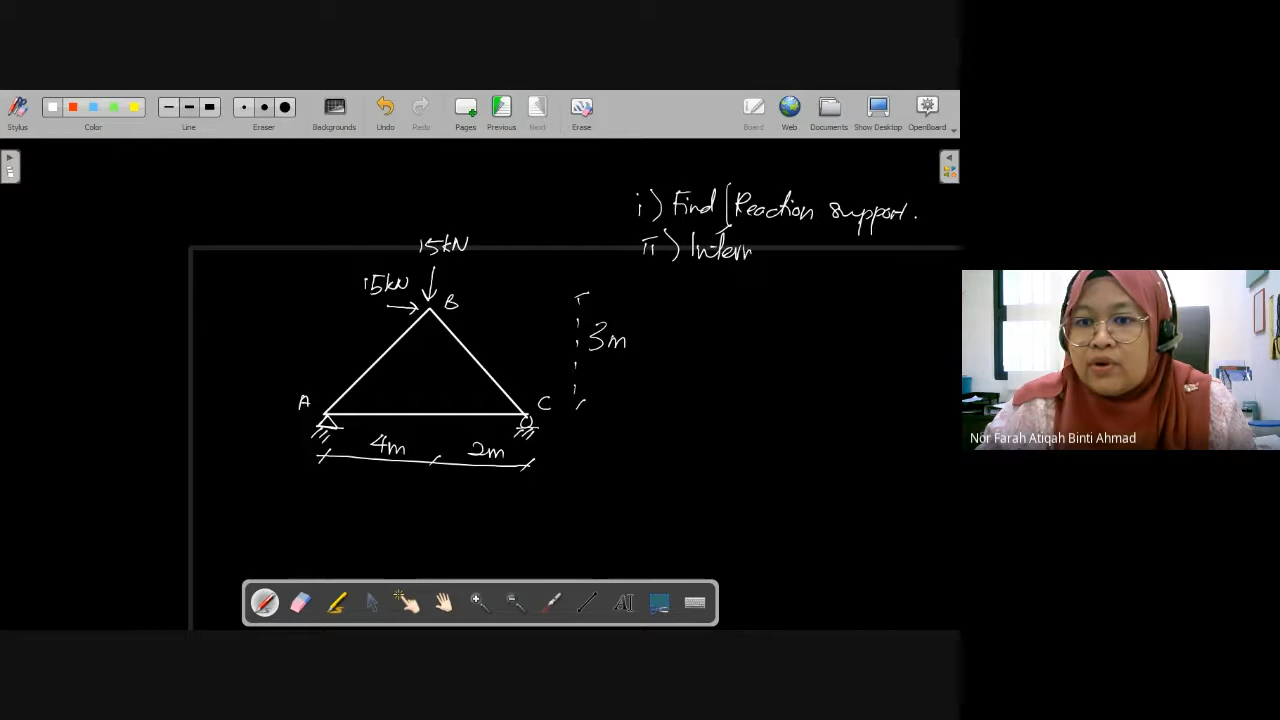 Stylus
Color
Line
Eraser
Backgrounds
Undo
Redo
Pages
Previous
Next
Erase
Board
Web
Documents
Show Desktop
OpenBoard
i) Find Reaction support.
ii) Intern
15kN
15kN
B
3m
A
C
4m
2m
Nor Farah Atiqah Binti Ahmad